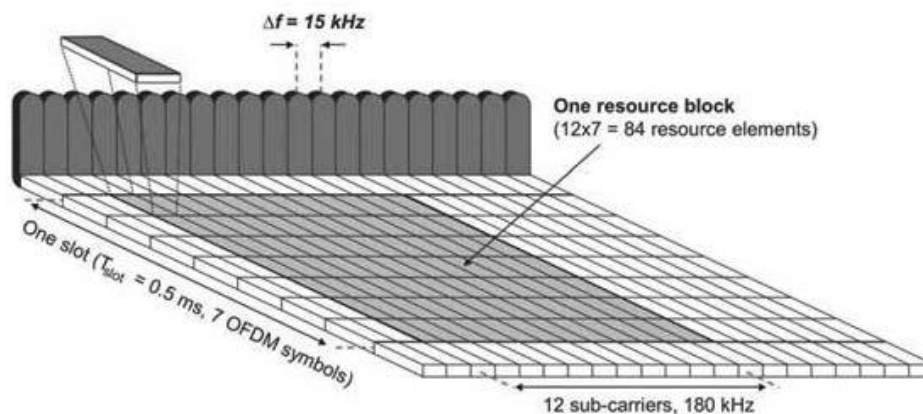 Δf = 15 kHz
One resource block
(12x7 = 84 resource elements)
One slot (Tslot = 0.5 ms, 7 OFDM symbols)
12 sub-carriers, 180 kHz